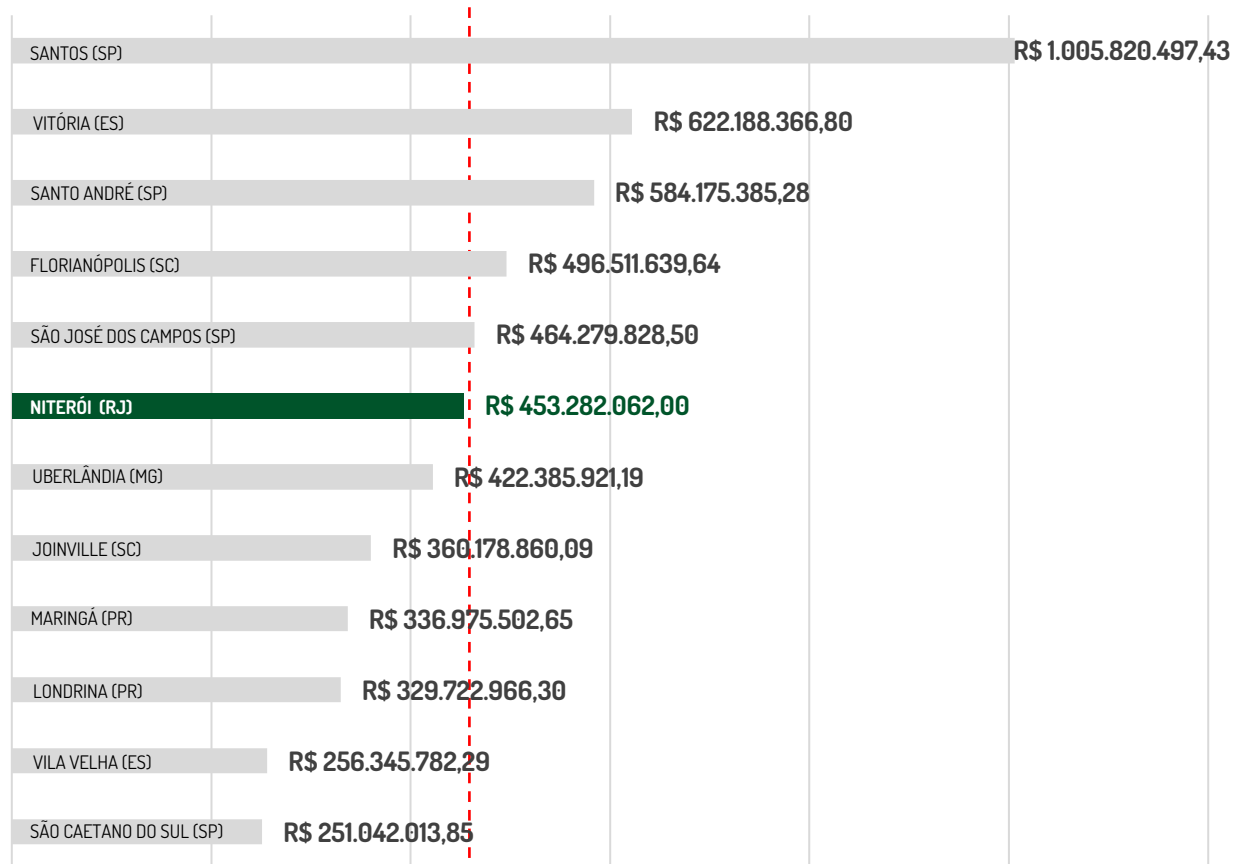 SANTOS (SP) R$ 1.005.820.497,43
VITÓRIA (ES) R$ 622.188.366,80
SANTO ANDRÉ (SP) R$ 584.175.385,28
FLORIANÓPOLIS (SC) R$ 496.511.639,64
SÃO JOSÉ DOS CAMPOS (SP) R$ 464.279.828,50
NITERÓI (RJ) R$ 453.282.062,00
UBERLÂNDIA (MG) R$ 422.385.921,19
JOINVILLE (SC) R$ 360.178.860,09
MARINGÁ (PR) R$ 336.975.502,65
LONDRINA (PR) R$ 329.722.966,30
VILA VELHA (ES) R$ 256.345.782,29
SÃO CAETANO DO SUL (SP) R$ 251.042.013,85